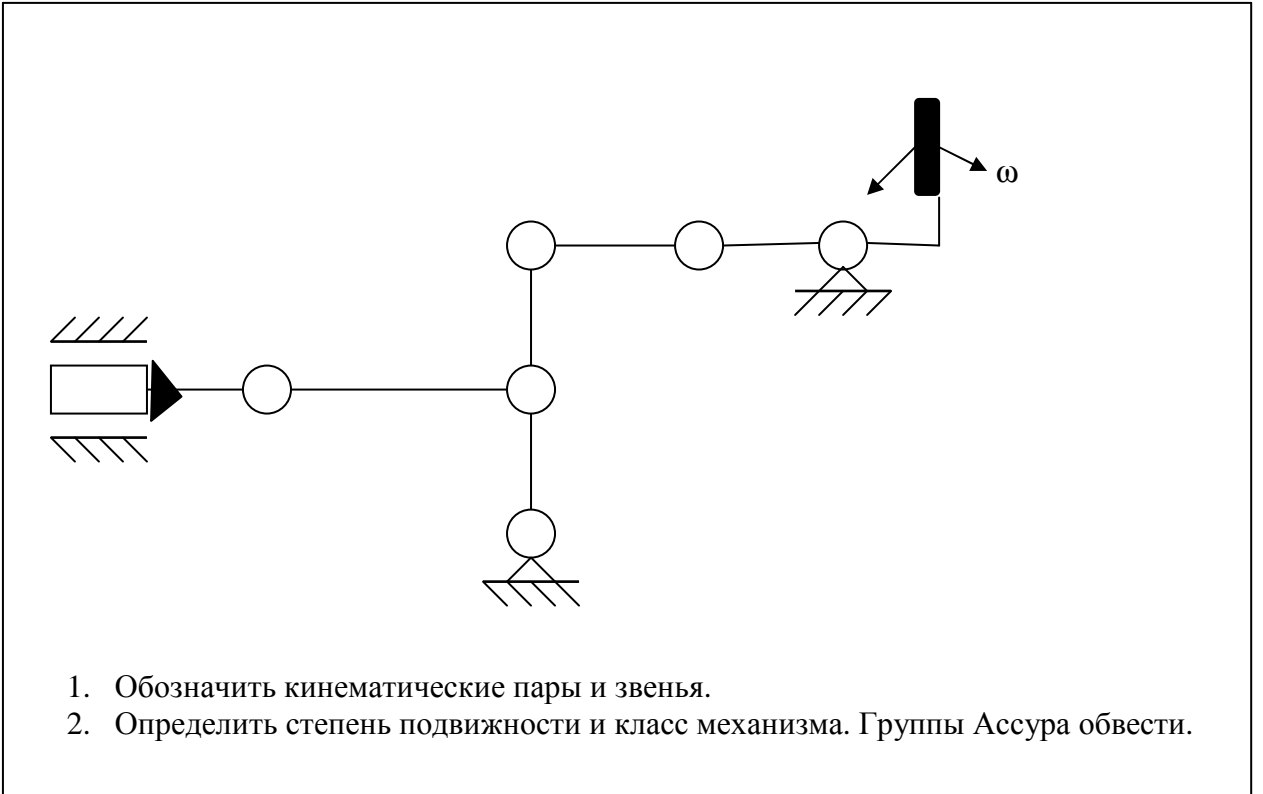 ω
1. Обозначить кинематические пары и звенья.
2. Определить степень подвижности и класс механизма. Группы Ассура обвести.